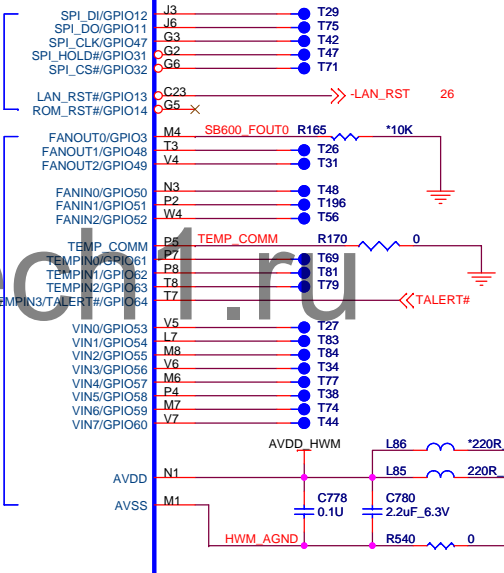 SPI_DI/GPIO12 J3 T29
SPI_DO/GPIO11 J6 T75
SPI_CLK/GPIO47 G3 T42
SPI_HOLD#/GPIO31 G2 T47
SPI_CS#/GPIO32 G6 T71
LAN_RST#/GPIO13 C23 -LAN_RST 26
ROM_RST#/GPIO14 G5
FANOUT0/GPIO3 M4 SB600_FOUT0 R165 *10K
FANOUT1/GPIO48 T3 T26
FANOUT2/GPIO49 V4 T31
FANIN0/GPIO50 N3 T48
FANIN1/GPIO51 P2 T196
FANIN2/GPIO52 W4 T56
TEMP_COMM P5 TEMP_COMM R170 0
TEMPIN0/GPIO61 P7 T69
TEMPIN1/GPIO62 P8 T81
TEMPIN2/GPIO63 T8 T79
EMPIN3/TALERT#/GPIO64 T7 TALERT#
ech1.ru
VIN0/GPIO53 V5 T27
VIN1/GPIO54 L7 T83
VIN2/GPIO55 M8 T84
VIN3/GPIO56 V6 T34
VIN4/GPIO57 M6 T77
VIN5/GPIO58 P4 T38
VIN6/GPIO59 M7 T74
VIN7/GPIO60 V7 T44
AVDD_HWM L86 *220R_
AVDD N1 L85 220R_
C778 C780
0.1U 2.2uF_6.3V
AVSS M1
HWM_AGND R540 0